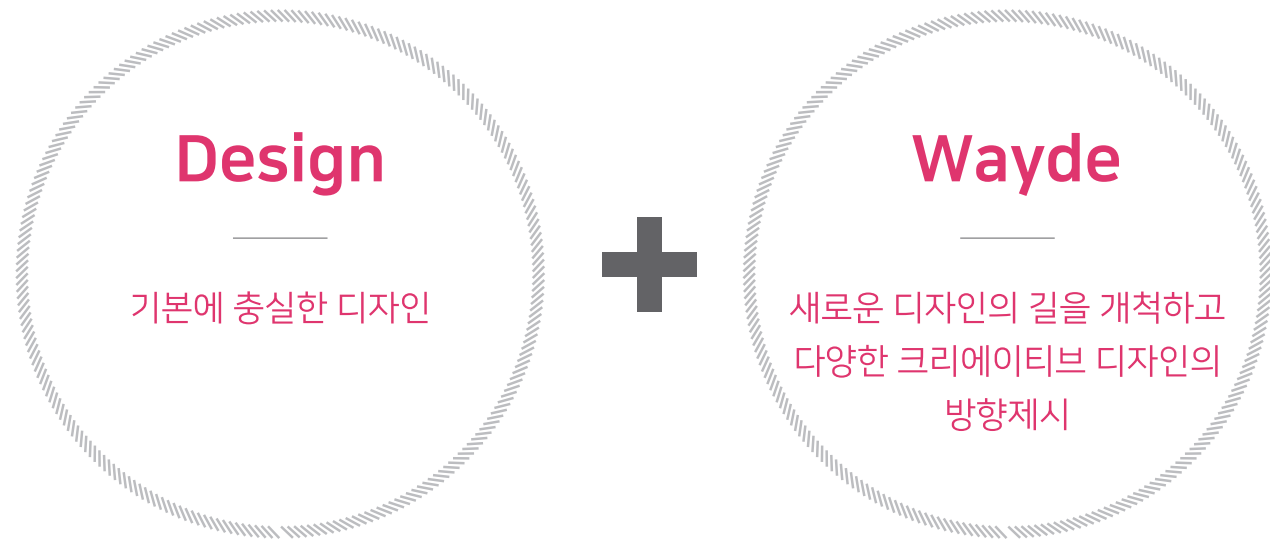 Design
기본에 충실한 디자인
Wayde
새로운 디자인의 길을 개척하고
다양한 크리에이티브 디자인의
방향제시